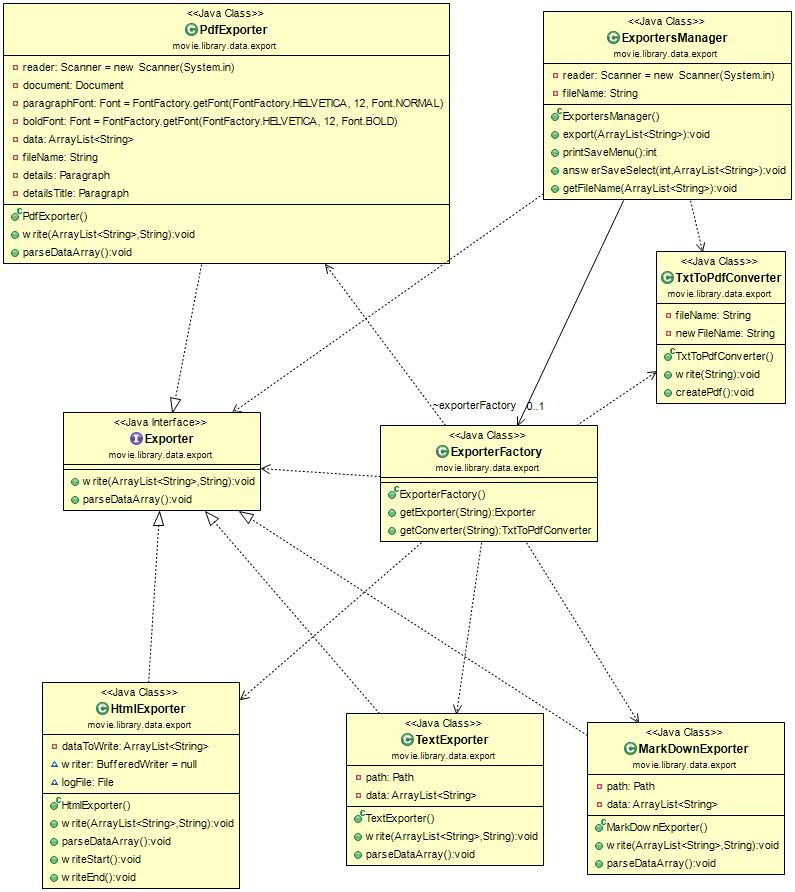 <<Java Class>>
PdfExporter
movie.library.data.export
reader: Scanner = new Scanner(System.in)
document: Document
paragraphFont: Font = FontFactory.getFont(FontFactory.HELVETICA, 12, Font.NORMAL)
boldFont: Font = FontFactory.getFont(FontFactory.HELVETICA, 12, Font.BOLD)
data: ArrayList<String>
fileName: String
details: Paragraph
detailsTitle: Paragraph
PdfExporter()
write(ArrayList<String>,String):void
parseDataArray():void
<<Java Class>>
ExportersManager
movie.library.data.export
reader: Scanner = new Scanner(System.in)
fileName: String
ExportersManager()
export(ArrayList<String>):void
printSaveMenu():int
answerSaveSelect(int,ArrayList<String>):void
getFileName(ArrayList<String>):void
<<Java Class>>
TxtToPdfConverter
movie.library.data.export
fileName: String
newFileName: String
TxtToPdfConverter()
write(String):void
createPdf():void
~exporterFactory 0..1
<<Java Interface>>
Exporter
movie.library.data.export
write(ArrayList<String>,String):void
parseDataArray():void
<<Java Class>>
ExporterFactory
movie.library.data.export
ExporterFactory()
getExporter(String):Exporter
getConverter(String):TxtToPdfConverter
<<Java Class>>
HtmlExporter
movie.library.data.export
dataToWrite: ArrayList<String>
writer: BufferedWriter = null
logFile: File
HtmlExporter()
write(ArrayList<String>,String):void
parseDataArray():void
writeStart():void
writeEnd():void
<<Java Class>>
TextExporter
movie.library.data.export
path: Path
data: ArrayList<String>
TextExporter()
write(ArrayList<String>,String):void
parseDataArray():void
<<Java Class>>
MarkDownExporter
movie.library.data.export
path: Path
data: ArrayList<String>
MarkDownExporter()
write(ArrayList<String>,String):void
parseDataArray():void